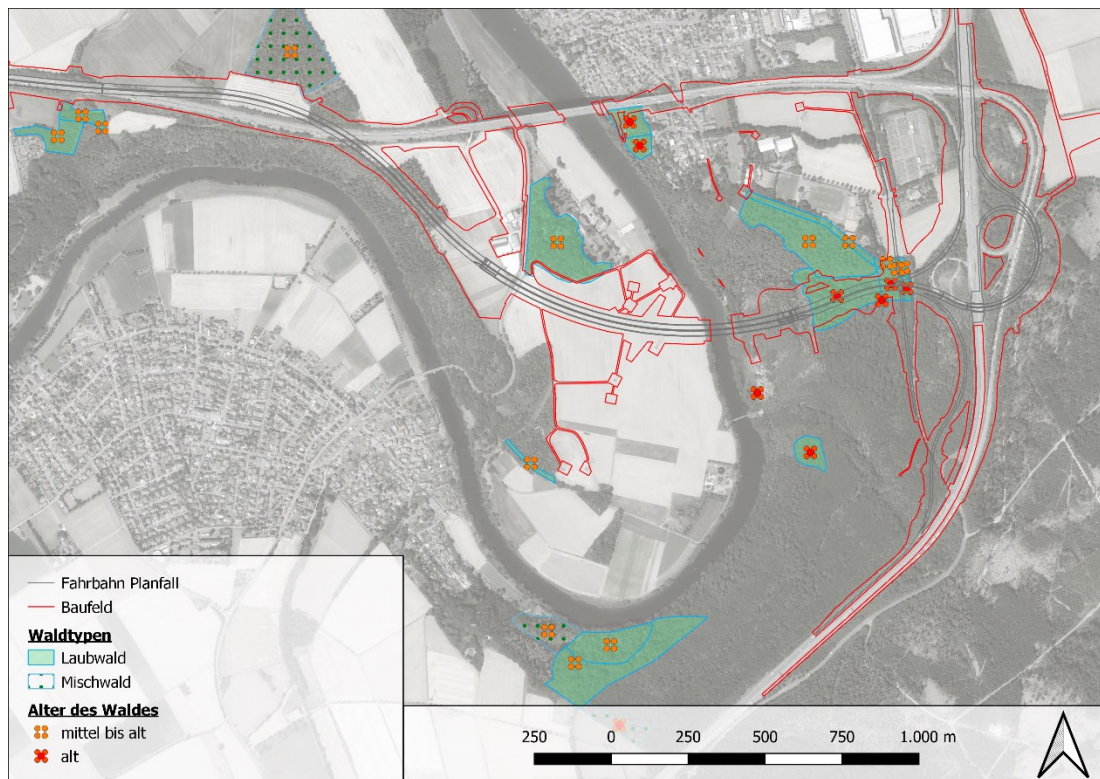 Fahrbahn Planfall
Baufeld
Waldtypen
Laubwald
Mischwald
Alter des Waldes
mittel bis alt
alt
250 0 250 500 750 1.000 m